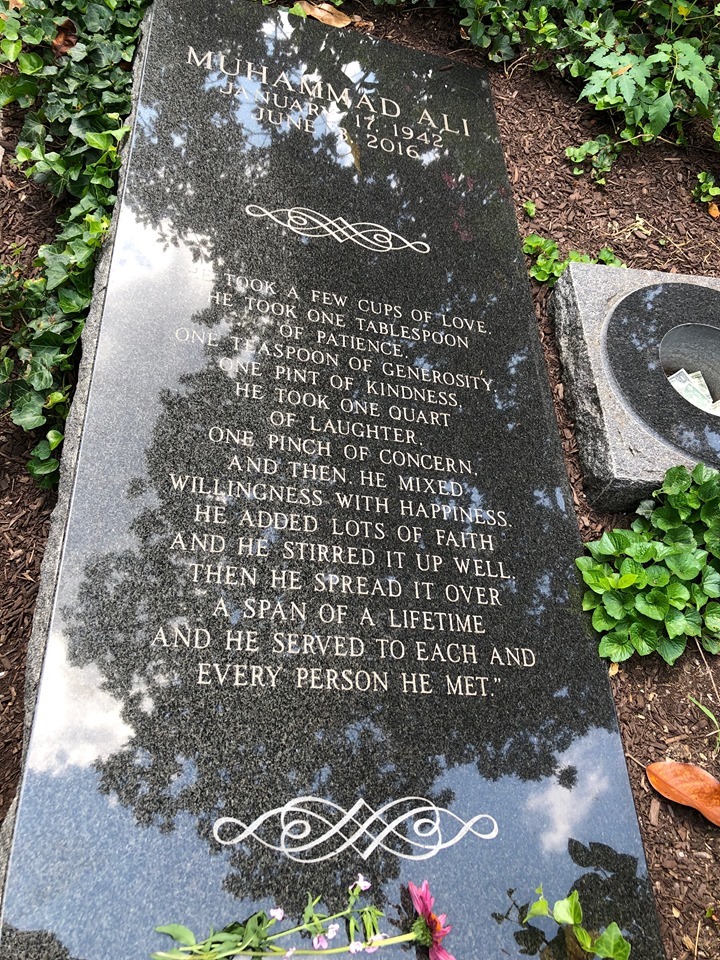 MUHAMMAD ALI
JANUARY 17, 1942
JUNE 3, 2016
TOOK A FEW CUPS OF LOVE.
HE TOOK ONE TABLESPOON
OF PATIENCE,
ONE TEASPOON OF GENEROSITY,
ONE PINT OF KINDNESS,
HE TOOK ONE QUART
OF LAUGHTER,
ONE PINCH OF CONCERN,
AND THEN, HE MIXED
WILLINGNESS WITH HAPPINESS.
HE ADDED LOTS OF FAITH
AND HE STIRRED IT UP WELL.
THEN HE SPREAD IT OVER
A SPAN OF A LIFETIME
AND HE SERVED TO EACH AND
EVERY PERSON HE MET."